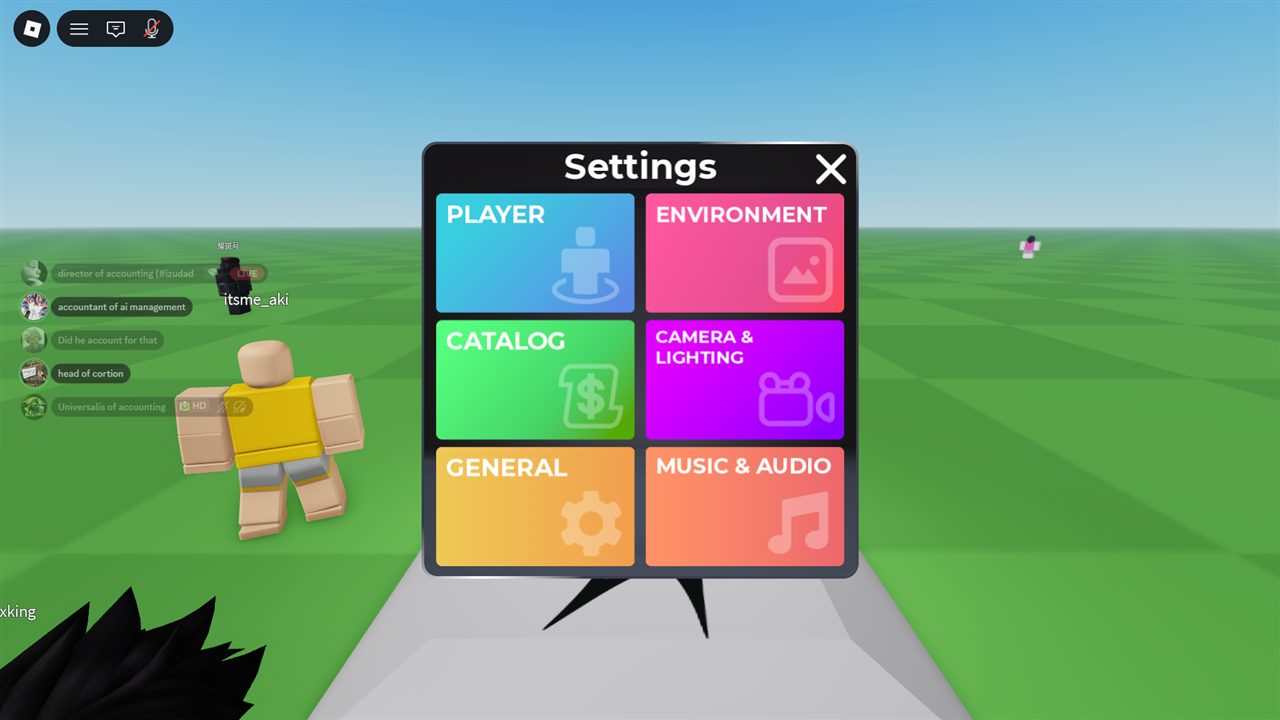 Settings
PLAYER
ENVIRONMENT
CATALOG
CAMERA &
LIGHTING
GENERAL
MUSIC & AUDIO
director of accounting (#izudad
LIVE
accountant of ai management
Did he account for that
head of cortion
Universalis of accounting
HD
itsme_aki
xking